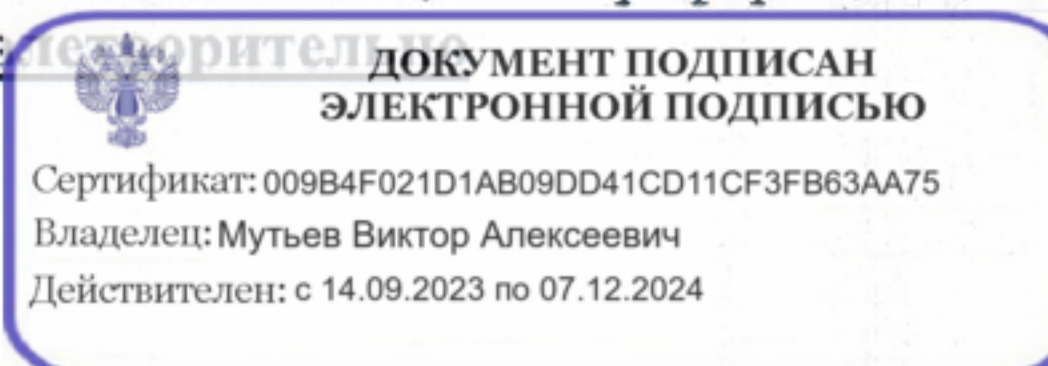 ДОКУМЕНТ ПОДПИСАН
ЭЛЕКТРОННОЙ ПОДПИСЬЮ
Сертификат: 009B4F021D1AB09DD41CD11CF3FB63AA75
Владелец: Мутьев Виктор Алексеевич
Действителен: с 14.09.2023 по 07.12.2024